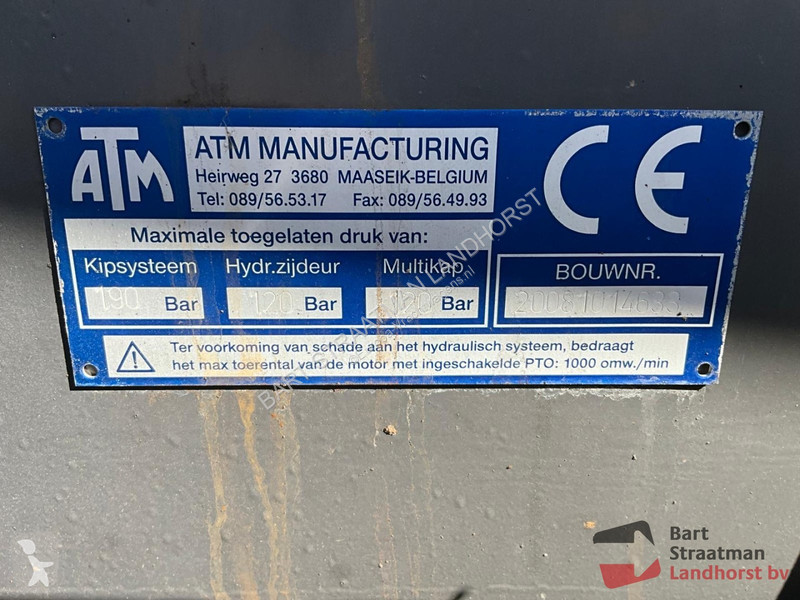 ATM
ATM MANUFACTURING
Heirweg 27 3680 MAASEIK-BELGIUM
Tel: 089/56.53.17 Fax: 089/56.49.93
CE
Maximale toegelaten druk van:
Kipsysteem Hydr.zijdeur Multikap BOUWNR.
190 Bar 120 Bar Bar
Ter voorkoming van schade aan het hydraulisch systeem, bedraagt
het max toerental van de motor met ingeschakelde PTO: 1000 omw./min
BART STRAATMAN LANDHORST
Bart
Straatman
Landhorst bv